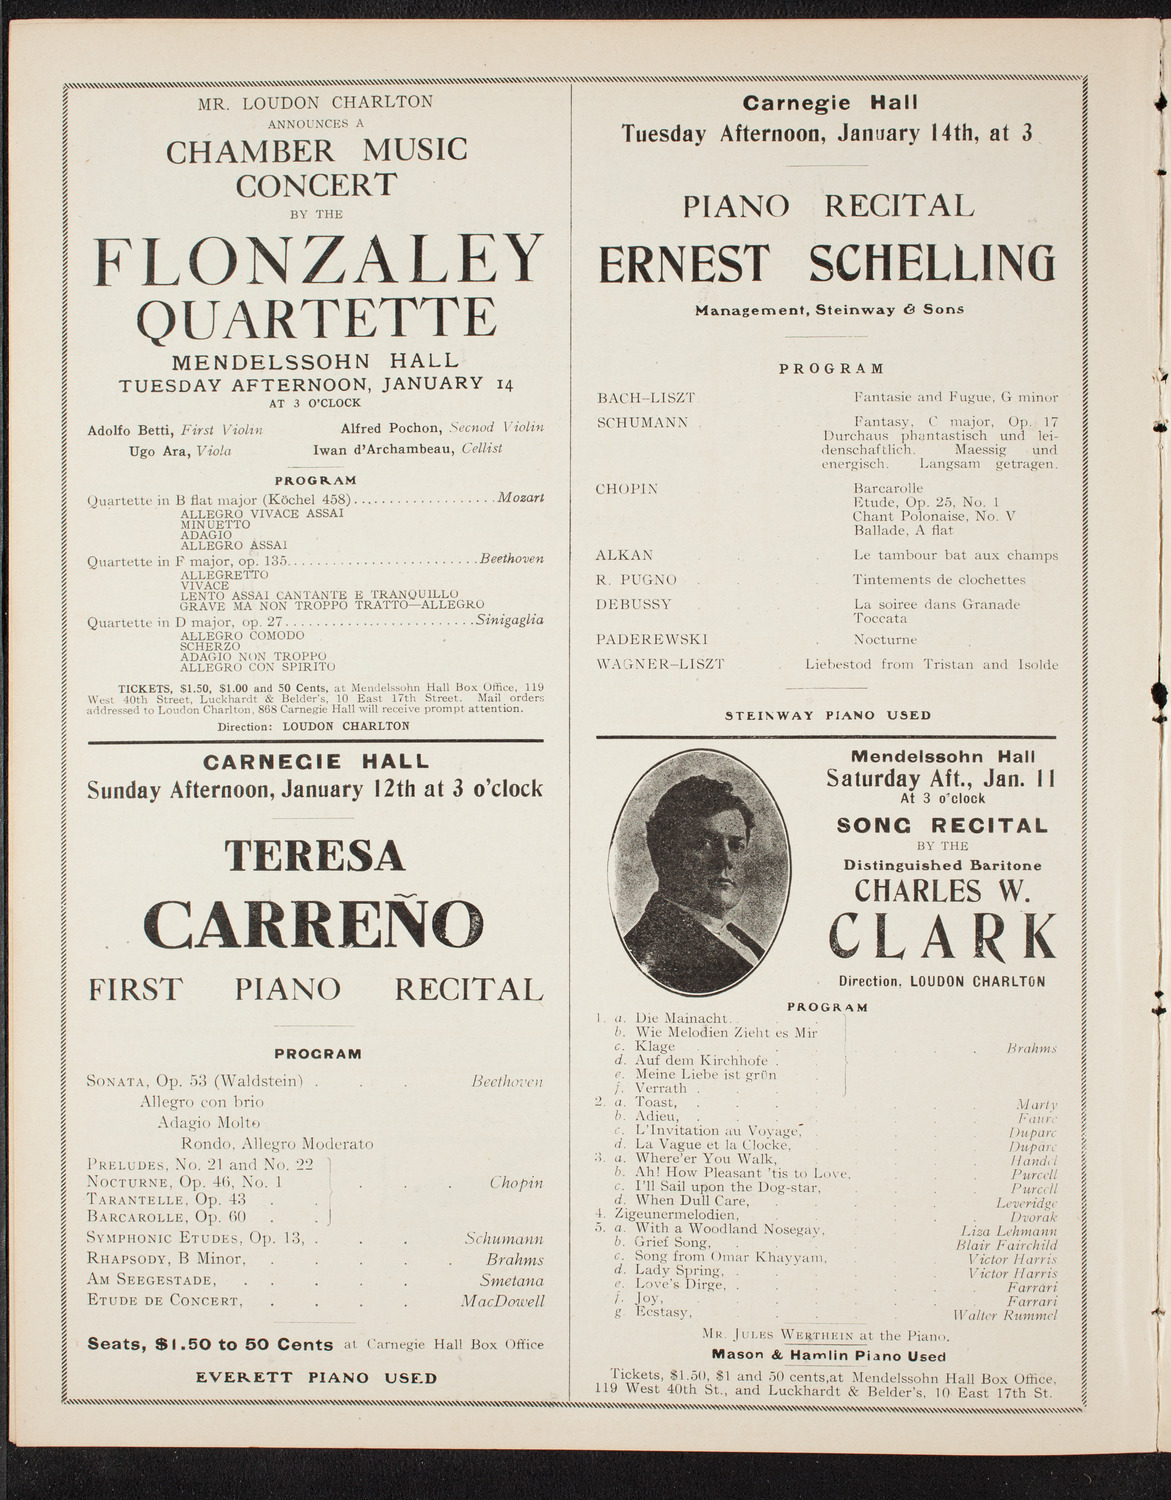 MR. LOUDON CHARLTON
ANNOUNCES A
CHAMBER MUSIC
CONCERT
BY THE
FLONZALEY
QUARTETTE
MENDELSSOHN HALL
TUESDAY AFTERNOON, JANUARY 14
AT 3 O'CLOCK
Adolfo Betti, First Violin Alfred Pochon, Secnod Violin
Ugo Ara, Viola Iwan d'Archambeau, Cellist
PROGRAM
Quartette in B flat major (Köchel 458)..................Mozart
ALLEGRO VIVACE ASSAI
MINUETTO
ADAGIO
ALLEGRO ASSAI
Quartette in F major, op. 135.........................Beethoven
ALLEGRETTO
VIVACE
LENTO ASSAI CANTANTE E TRANQUILLO
GRAVE MA NON TROPPO TRATTO—ALLEGRO
Quartette in D major, op. 27.........................Sinigaglia
ALLEGRO COMODO
SCHERZO
ADAGIO NON TROPPO
ALLEGRO CON SPIRITO
TICKETS, $1.50, $1.00 and 50 Cents, at Mendelssohn Hall Box Office, 119
West 40th Street, Luckhardt & Belder's, 10 East 17th Street. Mail orders
addressed to Loudon Charlton, 868 Carnegie Hall will receive prompt attention.
Direction: LOUDON CHARLTON
CARNEGIE HALL
Sunday Afternoon, January 12th at 3 o'clock
TERESA
CARREÑO
FIRST PIANO RECITAL
PROGRAM
SONATA, Op. 53 (Waldstein) . . . Beethoven
Allegro con brio
Adagio Molto
Rondo, Allegro Moderato
PRELUDES, No. 21 and No. 22
NOCTURNE, Op. 46, No. 1 . . Chopin
TARANTELLE, Op. 43 .
BARCAROLLE, Op. 60 . .
SYMPHONIC ETUDES, Op. 13, . . . Schumann
RHAPSODY, B Minor, . . . . . Brahms
AM SEEGESTADE, . . . . . Smetana
ETUDE DE CONCERT, . . . . MacDowell
Seats, $1.50 to 50 Cents at Carnegie Hall Box Office
EVERETT PIANO USED
Carnegie Hall
Tuesday Afternoon, January 14th, at 3
PIANO RECITAL
ERNEST SCHELLING
Management, Steinway & Sons
PROGRAM
BACH–LISZT Fantasie and Fugue, G minor
SCHUMANN . . . Fantasy, C major, Op. 17
Durchaus phantastisch und lei-
denschaftlich. Maessig und
energisch. Langsam getragen.
CHOPIN . . . Barcarolle
Etude, Op. 25, No. 1
Chant Polonaise, No. V
Ballade, A flat
ALKAN . . . Le tambour bat aux champs
R. PUGNO . . . Tintements de clochettes
DEBUSSY . . . La soiree dans Granade
Toccata
PADEREWSKI . Nocturne
WAGNER–LISZT . Liebestod from Tristan and Isolde
STEINWAY PIANO USED
Mendelssohn Hall
Saturday Aft., Jan. 11
At 3 o'clock
SONG RECITAL
BY THE
Distinguished Baritone
CHARLES W.
CLARK
Direction, LOUDON CHARLTON
PROGRAM
1. a. Die Mainacht. .
b. Wie Melodien Zieht es Mir
c. Klage . . . . Brahms
d. Auf dem Kirchhofe .
e. Meine Liebe ist grün
f. Verrath .
2. a. Toast, . . . . Marty
b. Adieu, . . . . Faure
c. L'Invitation au Voyage, . . . Duparc
d. La Vague et la Clocke, . . . Duparc
3. a. Where'er You Walk, . . . Handel
b. Ah! How Pleasant 'tis to Love, . . Purcell
c. I'll Sail upon the Dog-star, . . . Purcell
d. When Dull Care, . . . Leveridge
4. Zigeunermelodien, . . . . Dvorak
5. a. With a Woodland Nosegay, . . Liza Lehmann
b. Grief Song, . . . Blair Fairchild
c. Song from Omar Khayyam, . . Victor Harris
d. Lady Spring, . . . Victor Harris
e. Love's Dirge, . . . . Farrari
f. Joy, . . . . Farrari
g. Ecstasy, . . . . Walter Rummel
MR. JULES WERTHEIN at the Piano.
Mason & Hamlin Piano Used
Tickets, $1.50, $1 and 50 cents,at Mendelssohn Hall Box Office,
119 West 40th St., and Luckhardt & Belder's, 10 East 17th St.